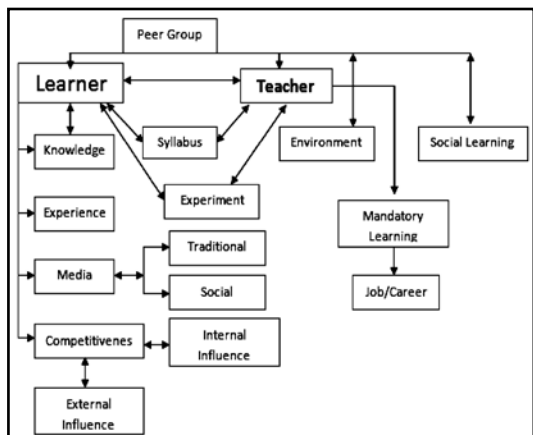 Peer Group
Learner
Teacher
Syllabus
Environment
Social Learning
Knowledge
Experiment
Experience
Mandatory
Learning
Traditional
Media
Social
Job/Career
Competitivenes
Internal
Influence
External
Influence